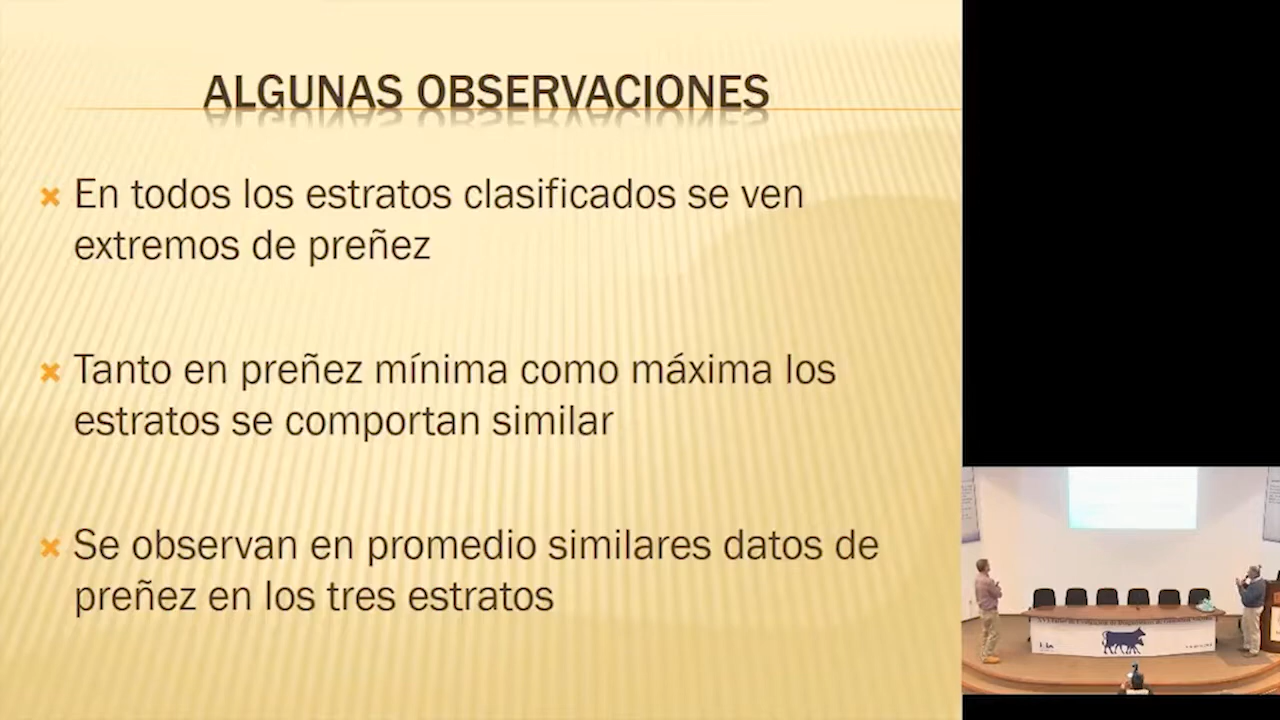 ALGUNAS OBSERVACIONES
En todos los estratos clasificados se ven
extremos de preñez
Tanto en preñez mínima como máxima los
estratos se comportan similar
Se observan en promedio similares datos de
preñez en los tres estratos